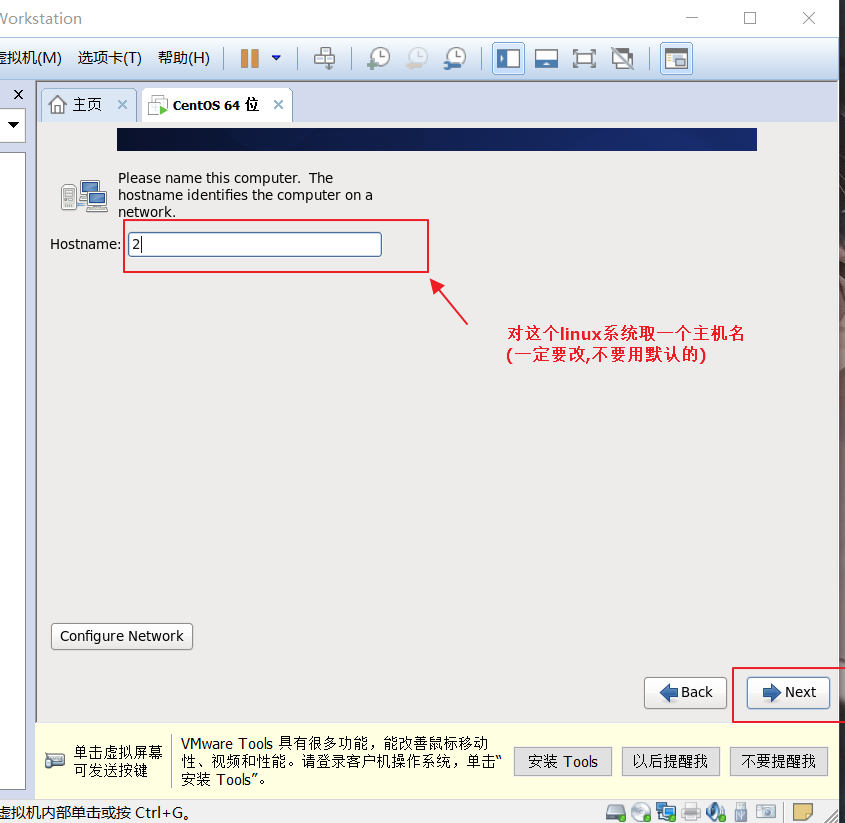 Workstation
虚拟机(M) 选项卡(T) 帮助(H)
主页 CentOS 64 位
Please name this computer. The
hostname identifies the computer on a
network.
Hostname: 2
对这个linux系统取一个主机名
(一定要改,不要用默认的)
Configure Network
Back Next
单击虚拟屏幕
可发送按键
VMware Tools 具有很多功能，能改善鼠标移动
性、视频和性能。请登录客户机操作系统，单击“
安装 Tools”。
安装 Tools 以后提醒我 不要提醒我
虚拟机内部单击或按 Ctrl+G。